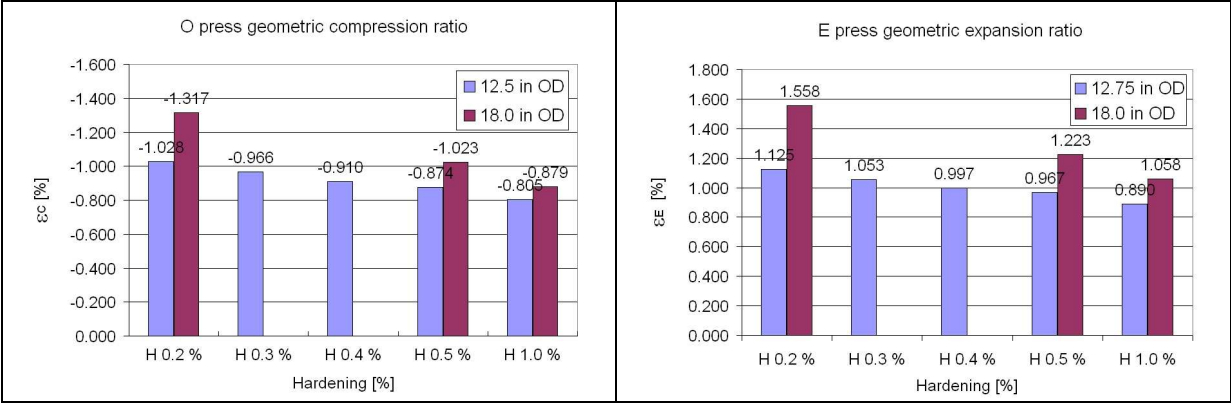 O press geometric compression ratio
-1.600
-1.400
-1.200
-1.000
-0.800
-0.600
-0.400
-0.200
0.000
εC [%]
12.5 in OD
18.0 in OD
-1.317
-1.028
-0.966
-0.910
-0.874
-1.023
-0.805
-0.879
H 0.2 %
H 0.3 %
H 0.4 %
H 0.5 %
H 1.0 %
Hardening [%]
E press geometric expansion ratio
1.800
1.600
1.400
1.200
1.000
0.800
0.600
0.400
0.200
0.000
εE [%]
12.75 in OD
18.0 in OD
1.558
1.125
1.053
0.997
0.967
1.223
0.890
1.058
H 0.2 %
H 0.3 %
H 0.4 %
H 0.5 %
H 1.0 %
Hardening [%]